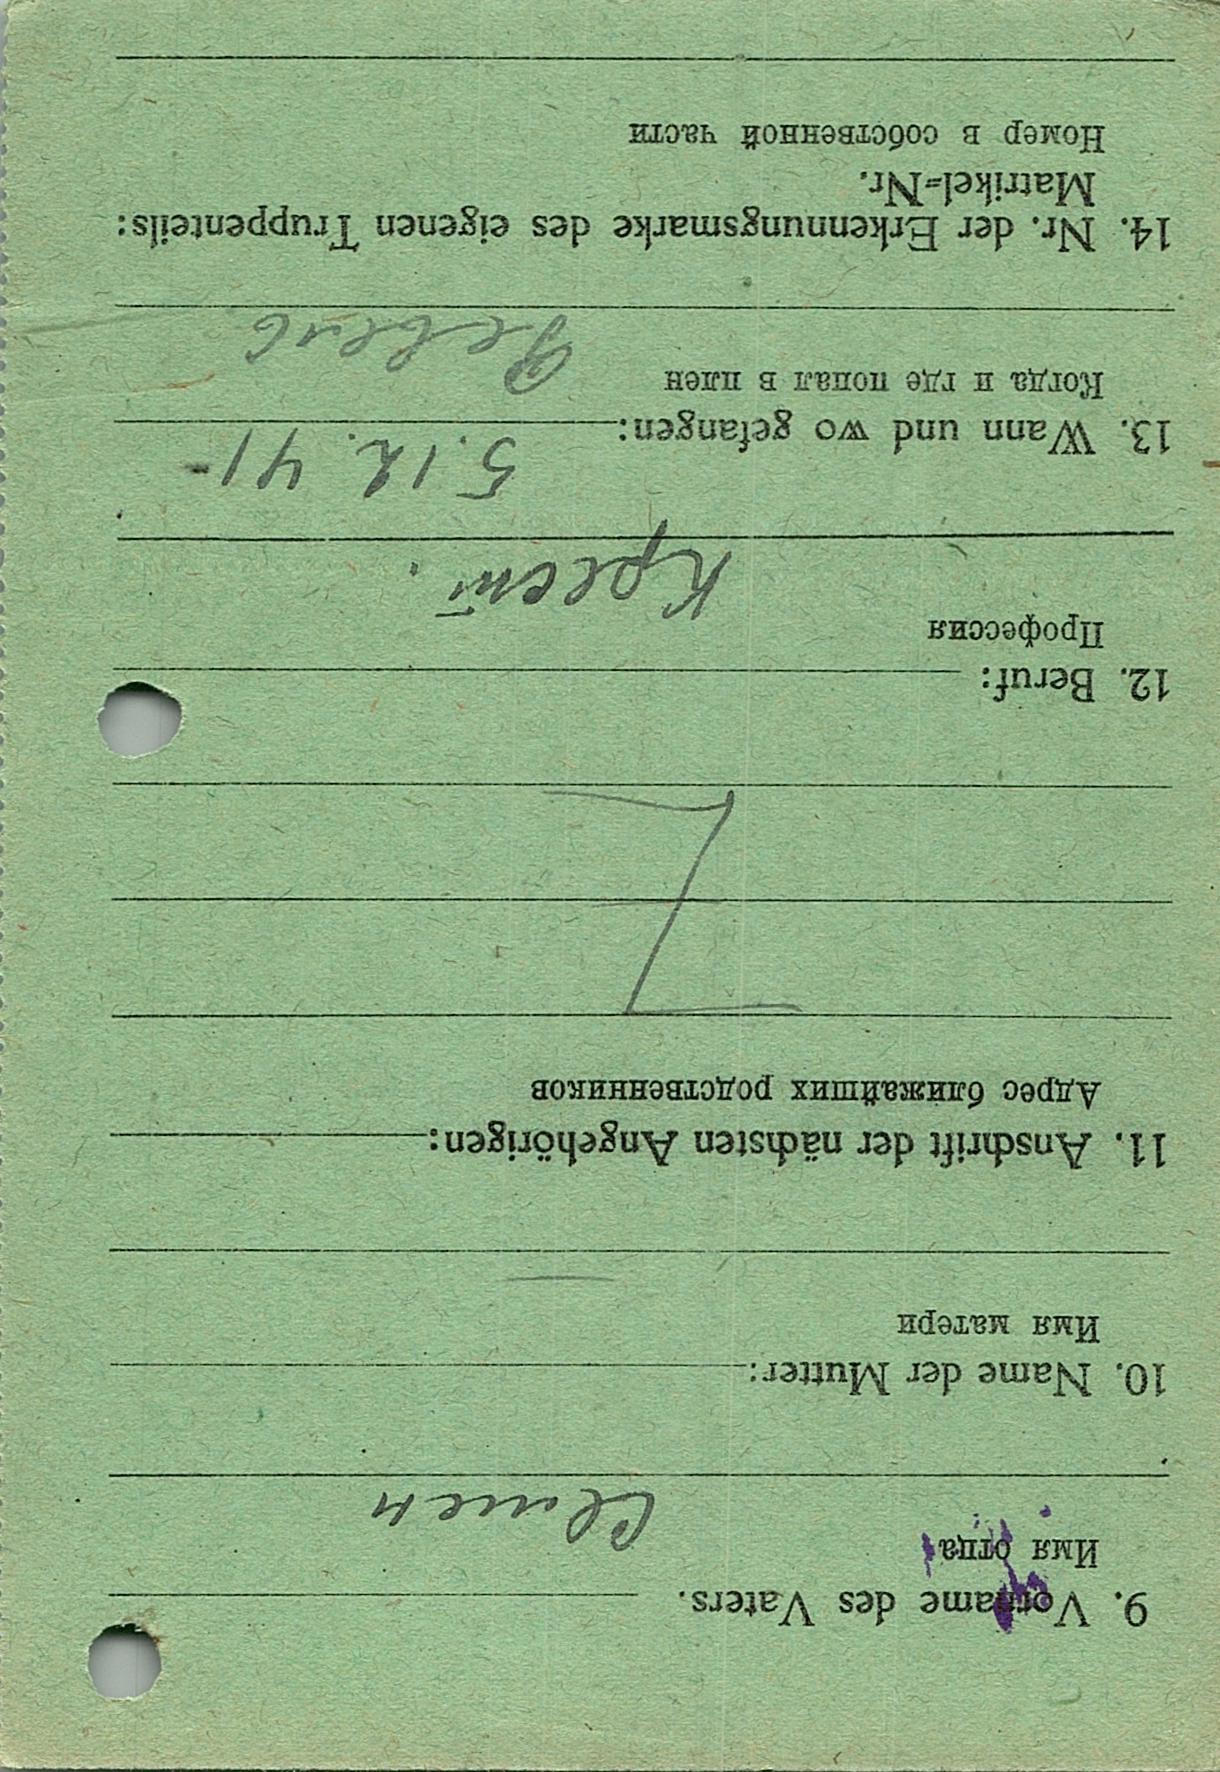 9. Vorname des Vaters.
Имя отца
Семен
10. Name der Mutter:
Имя матери
—
11. Anschrift der nächsten Angehörigen:
Адрес ближайших родственников
12. Beruf:
Профессия
Крест.
13. Wann und wo gefangen:
5.12.41
Когда и где попал в плен
Ревель
14. Nr. der Erkennungsmarke des eigenen Truppenteils:
Matrikel=Nr.
Номер в собственной части